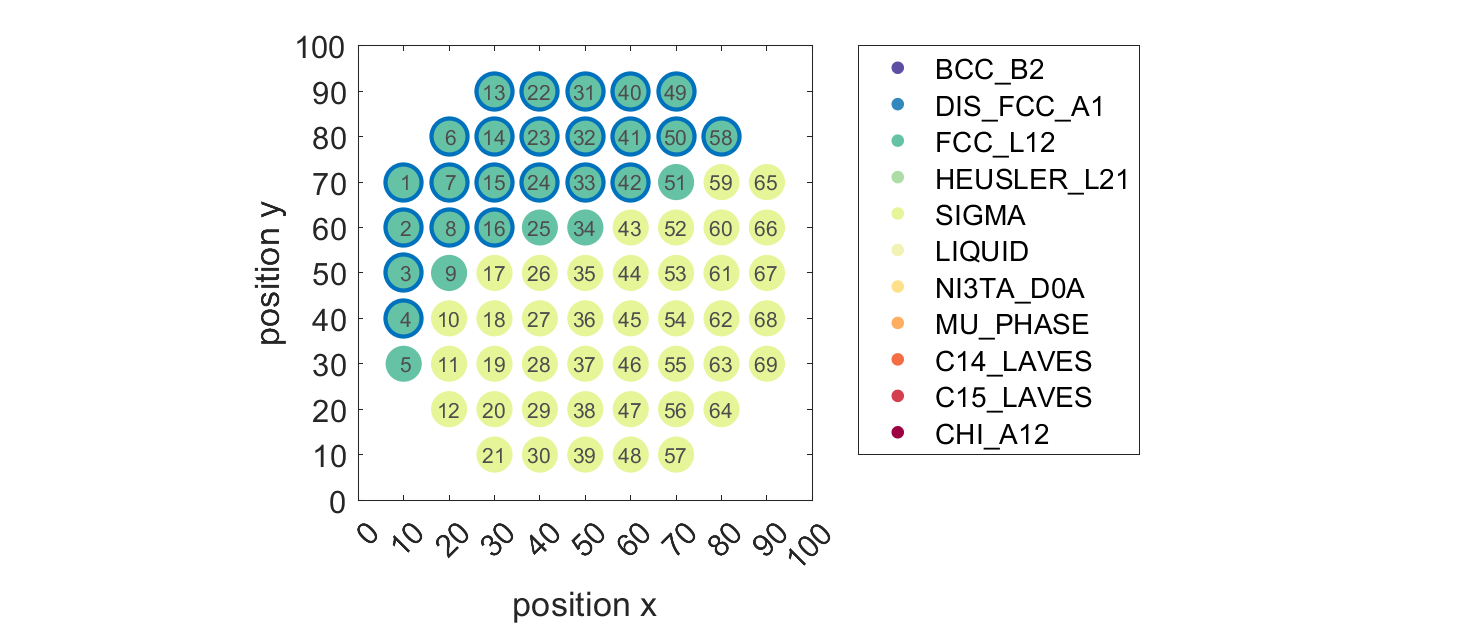 100
90
80
70
60
50
40
30
20
10
0
position y
13 22 31 40 49
6 14 23 32 41 50 58
1 7 15 24 33 42 51 59 65
2 8 16 25 34 43 52 60 66
3 9 17 26 35 44 53 61 67
4 10 18 27 36 45 54 62 68
5 11 19 28 37 46 55 63 69
12 20 29 38 47 56 64
21 30 39 48 57
0 10 20 30 40 50 60 70 80 90 100
position x
BCC_B2
DIS_FCC_A1
FCC_L12
HEUSLER_L21
SIGMA
LIQUID
NI3TA_D0A
MU_PHASE
C14_LAVES
C15_LAVES
CHI_A12